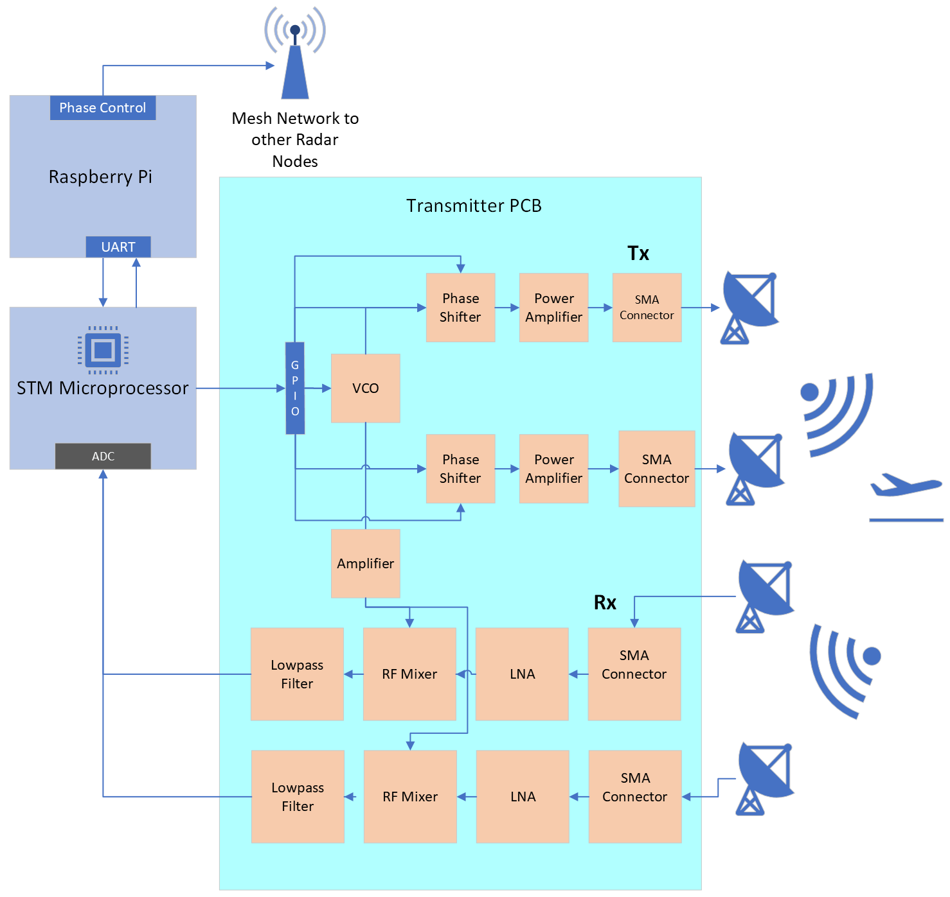 Phase Control
Raspberry Pi
UART
Mesh Network to
other Radar
Nodes
STM Microprocessor
ADC
Transmitter PCB
Tx
GPIO
VCO
Phase
Shifter
Power
Amplifier
SMA
Connector
Phase
Shifter
Power
Amplifier
SMA
Connector
Amplifier
Rx
Lowpass
Filter
RF Mixer
LNA
SMA
Connector
Lowpass
Filter
RF Mixer
LNA
SMA
Connector